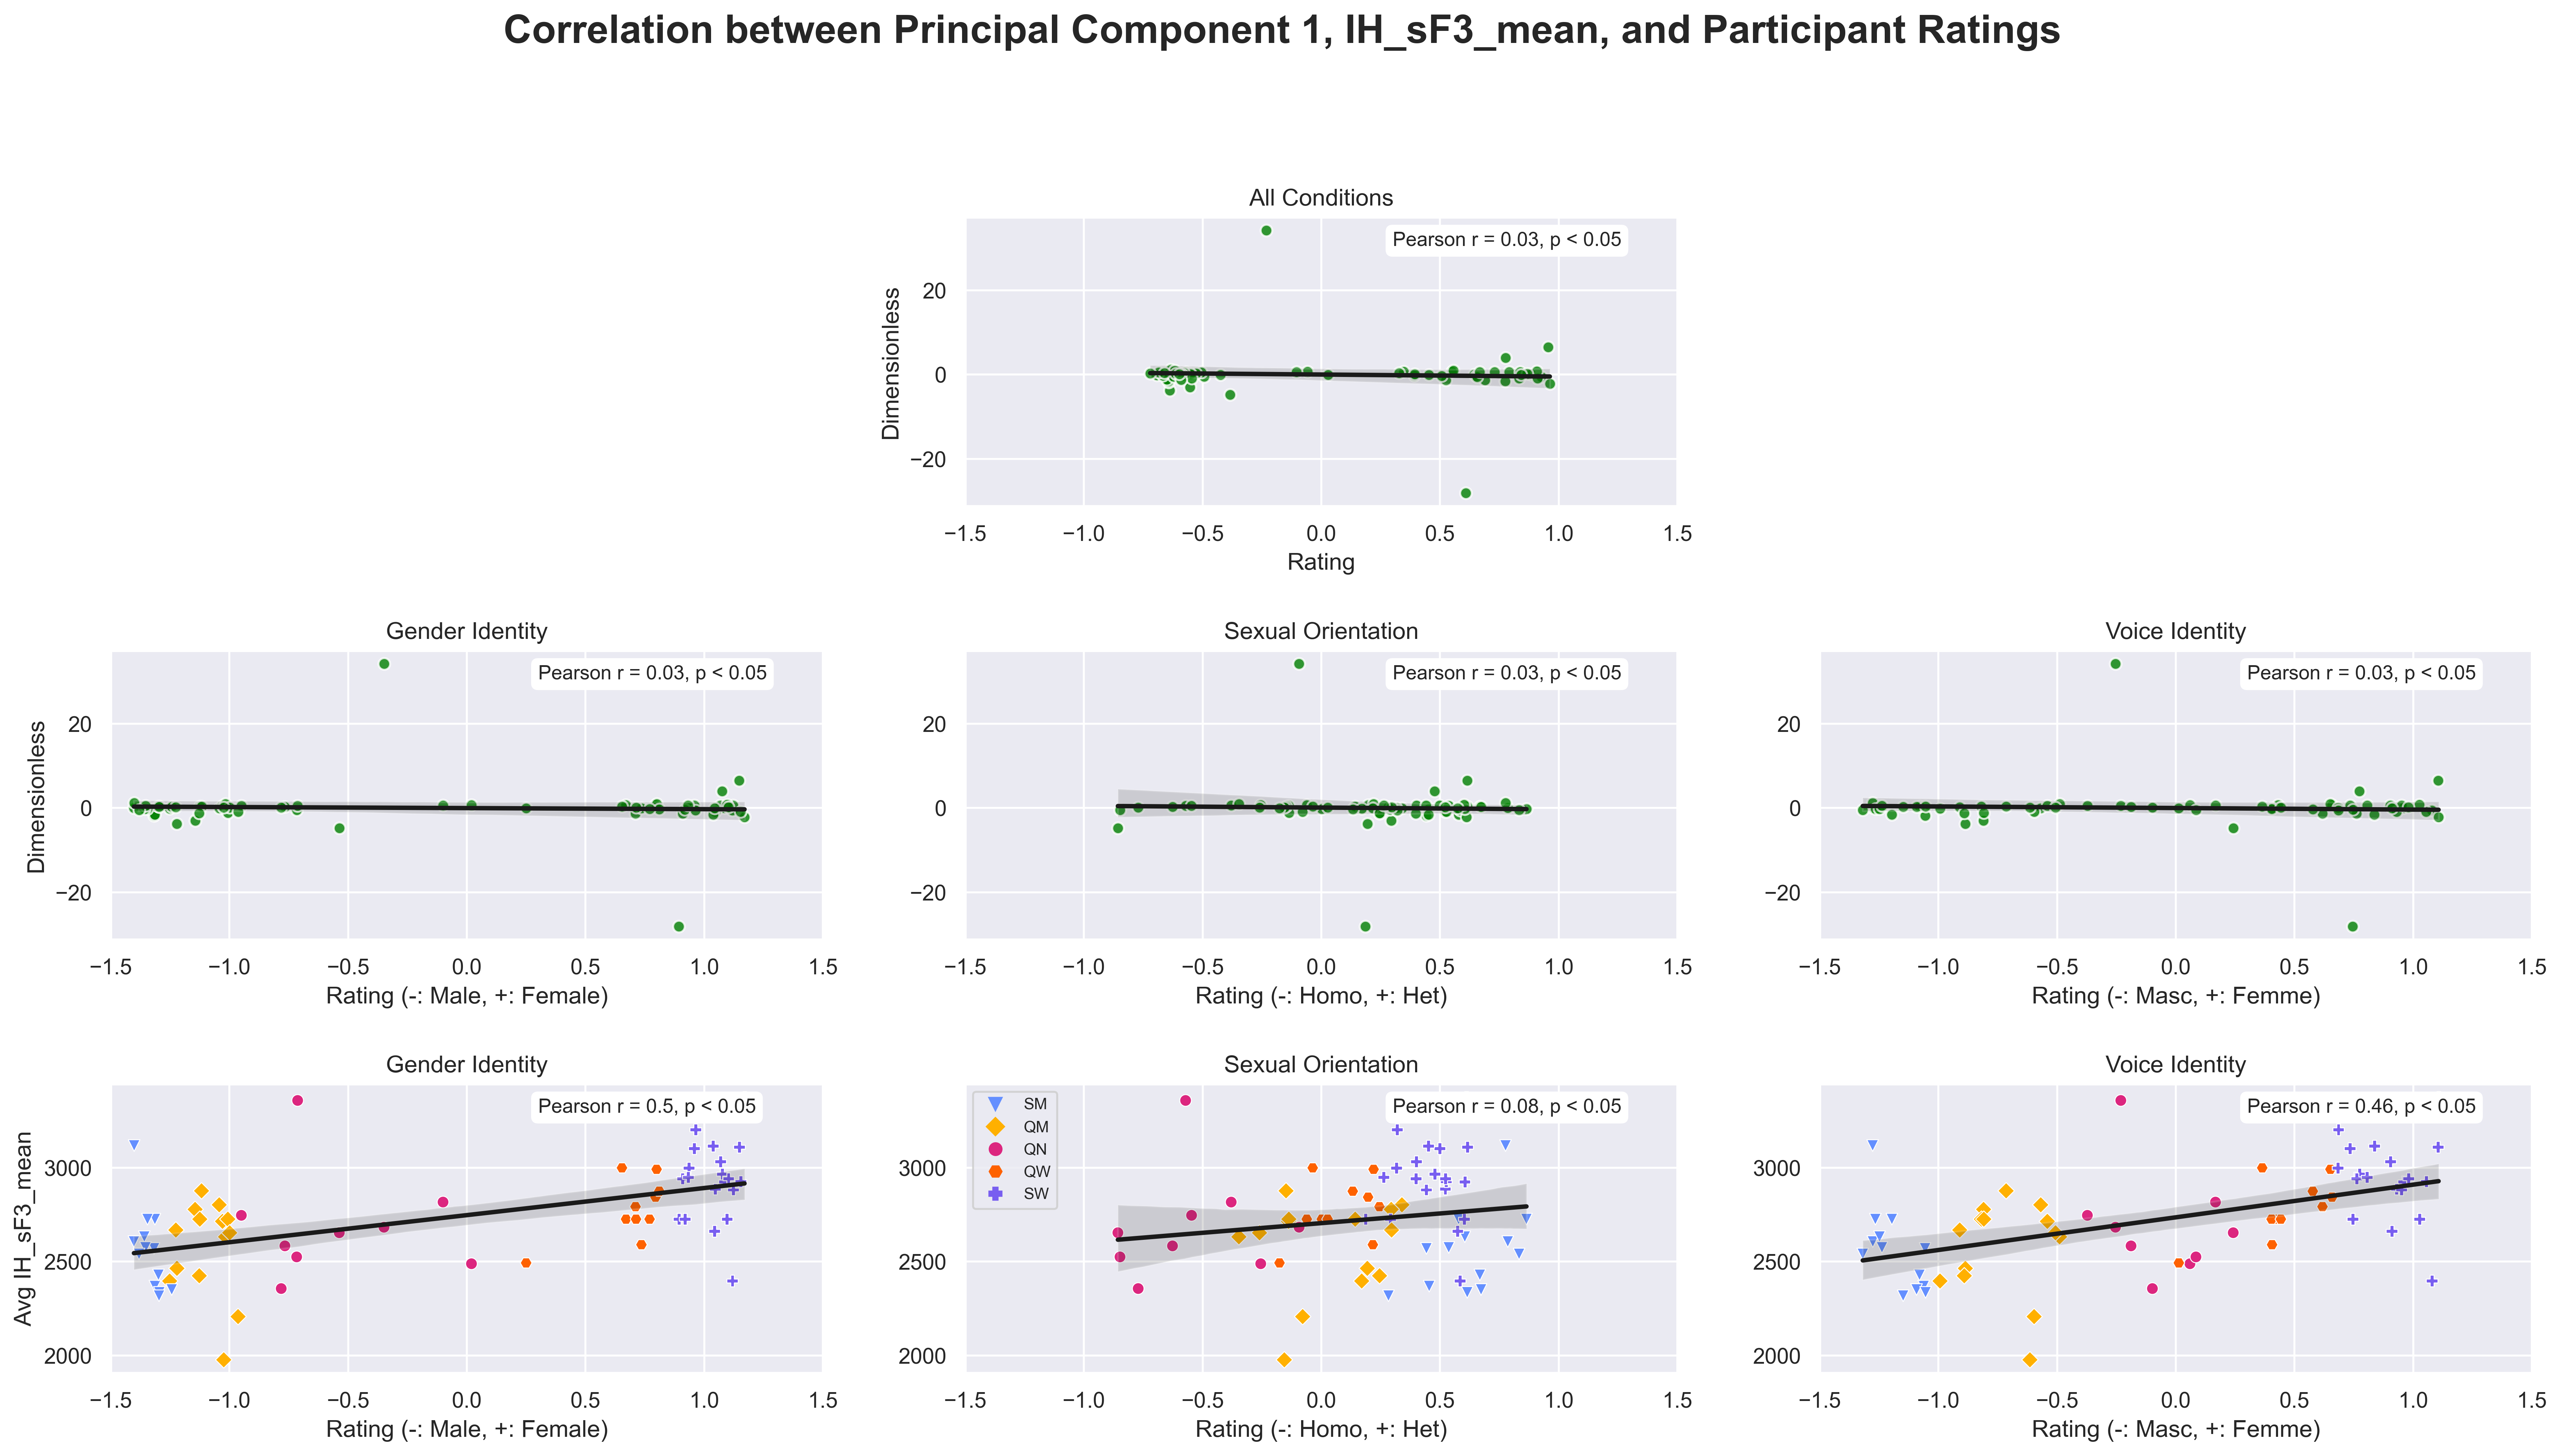 Correlation between Principal Component 1, IH_sF3_mean, and Participant Ratings
All Conditions
Pearson r = 0.03, p < 0.05
Dimensionless
20
0
−20
−1.5 −1.0 −0.5 0.0 0.5 1.0 1.5
Rating
Gender Identity
Pearson r = 0.03, p < 0.05
Dimensionless
20
0
−20
−1.5 −1.0 −0.5 0.0 0.5 1.0 1.5
Rating (-: Male, +: Female)
Sexual Orientation
Pearson r = 0.03, p < 0.05
20
0
−20
−1.5 −1.0 −0.5 0.0 0.5 1.0 1.5
Rating (-: Homo, +: Het)
Voice Identity
Pearson r = 0.03, p < 0.05
20
0
−20
−1.5 −1.0 −0.5 0.0 0.5 1.0 1.5
Rating (-: Masc, +: Femme)
Gender Identity
Pearson r = 0.5, p < 0.05
Avg IH_sF3_mean
3000
2500
2000
−1.5 −1.0 −0.5 0.0 0.5 1.0 1.5
Rating (-: Male, +: Female)
Sexual Orientation
SM
QM
QN
QW
SW
Pearson r = 0.08, p < 0.05
3000
2500
2000
−1.5 −1.0 −0.5 0.0 0.5 1.0 1.5
Rating (-: Homo, +: Het)
Voice Identity
Pearson r = 0.46, p < 0.05
3000
2500
2000
−1.5 −1.0 −0.5 0.0 0.5 1.0 1.5
Rating (-: Masc, +: Femme)